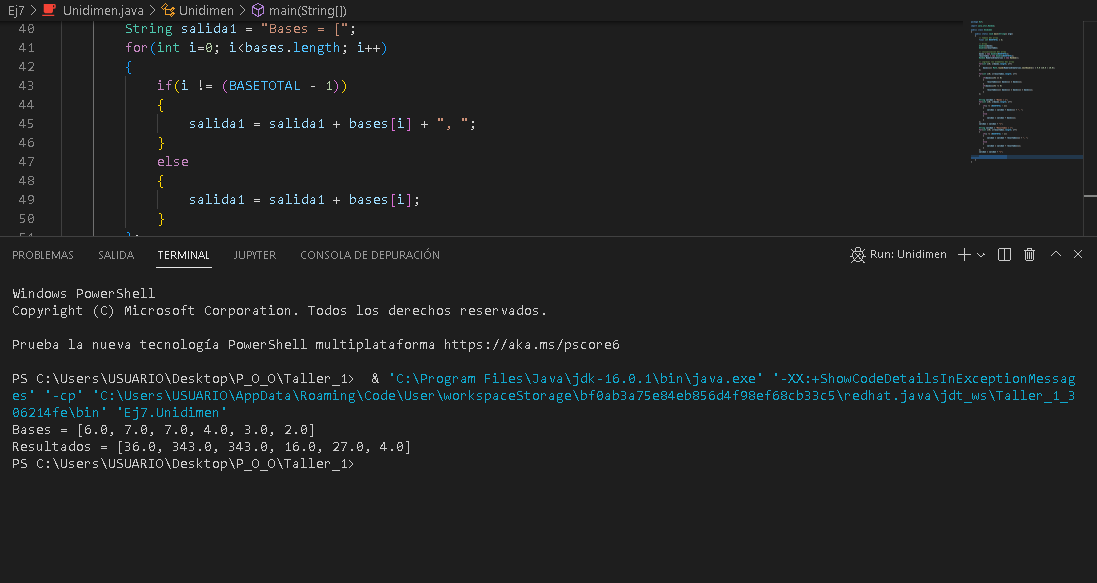 Ej7 > Unidimen.java > Unidimen > main(String[])
40 String salida1 = "Bases = [";
41 for(int i=0; i<bases.length; i++)
42 {
43 if(i != (BASETOTAL - 1))
44 {
45 salida1 = salida1 + bases[i] + ", ";
46 }
47 else
48 {
49 salida1 = salida1 + bases[i];
50 }
PROBLEMAS SALIDA TERMINAL JUPYTER CONSOLA DE DEPURACIÓN Run: Unidimen
Windows PowerShell
Copyright (C) Microsoft Corporation. Todos los derechos reservados.
Prueba la nueva tecnología PowerShell multiplataforma https://aka.ms/pscore6
PS C:\Users\USUARIO\Desktop\P_O_O\Taller_1> & 'C:\Program Files\Java\jdk-16.0.1\bin\java.exe' '-XX:+ShowCodeDetailsInExceptionMessag
es' '-cp' 'C:\Users\USUARIO\AppData\Roaming\Code\User\workspaceStorage\bf0ab3a75e84eb856d4f98ef68cb33c5\redhat.java\jdt_ws\Taller_1_3
306214fe\bin' 'Ej7.Unidimen'
Bases = [6.0, 7.0, 7.0, 4.0, 3.0, 2.0]
Resultados = [36.0, 343.0, 343.0, 16.0, 27.0, 4.0]
PS C:\Users\USUARIO\Desktop\P_O_O\Taller_1>